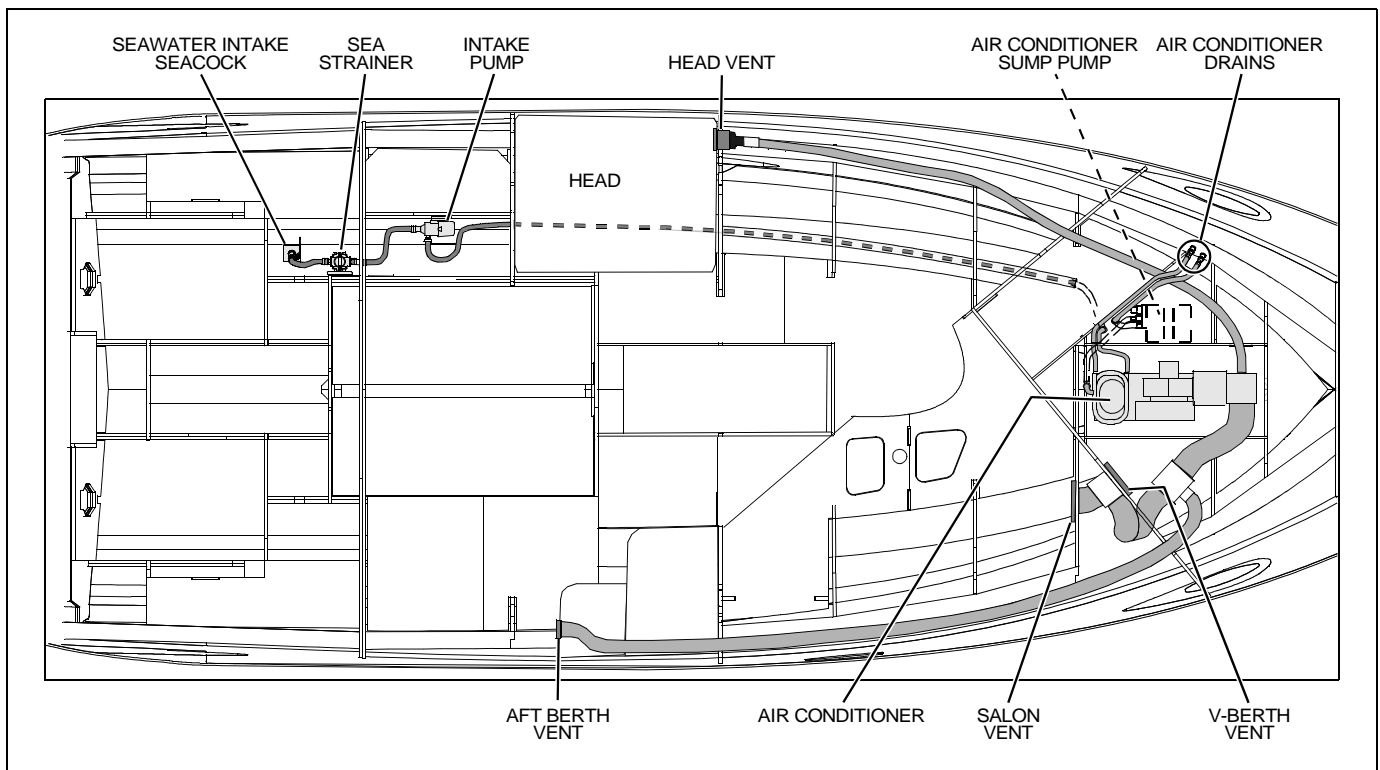 SEAWATER INTAKE
SEACOCK
SEA
STRAINER
INTAKE
PUMP
HEAD VENT
AIR CONDITIONER
SUMP PUMP
AIR CONDITIONER
DRAINS
HEAD
AFT BERTH
VENT
AIR CONDITIONER
SALON
VENT
V-BERTH
VENT